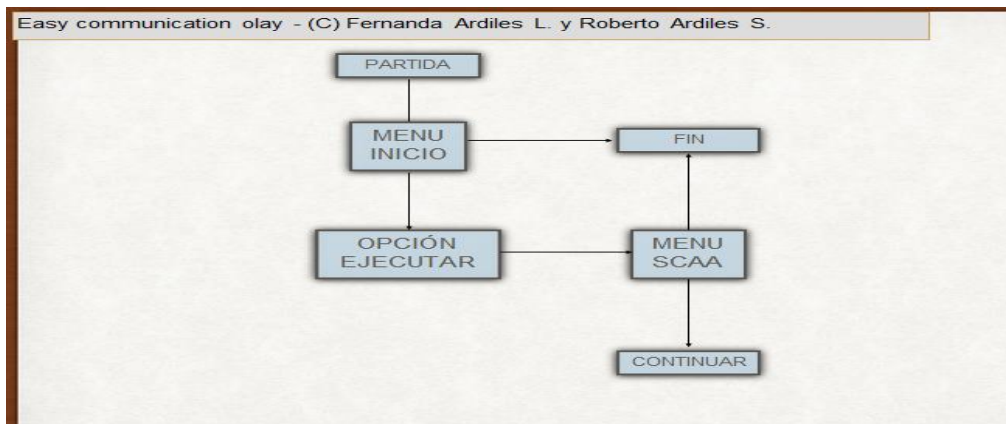 Easy communication olay - (C) Fernanda Ardiles L. y Roberto Ardiles S.
PARTIDA
MENU
INICIO
FIN
OPCIÓN
EJECUTAR
MENU
SCAA
CONTINUAR